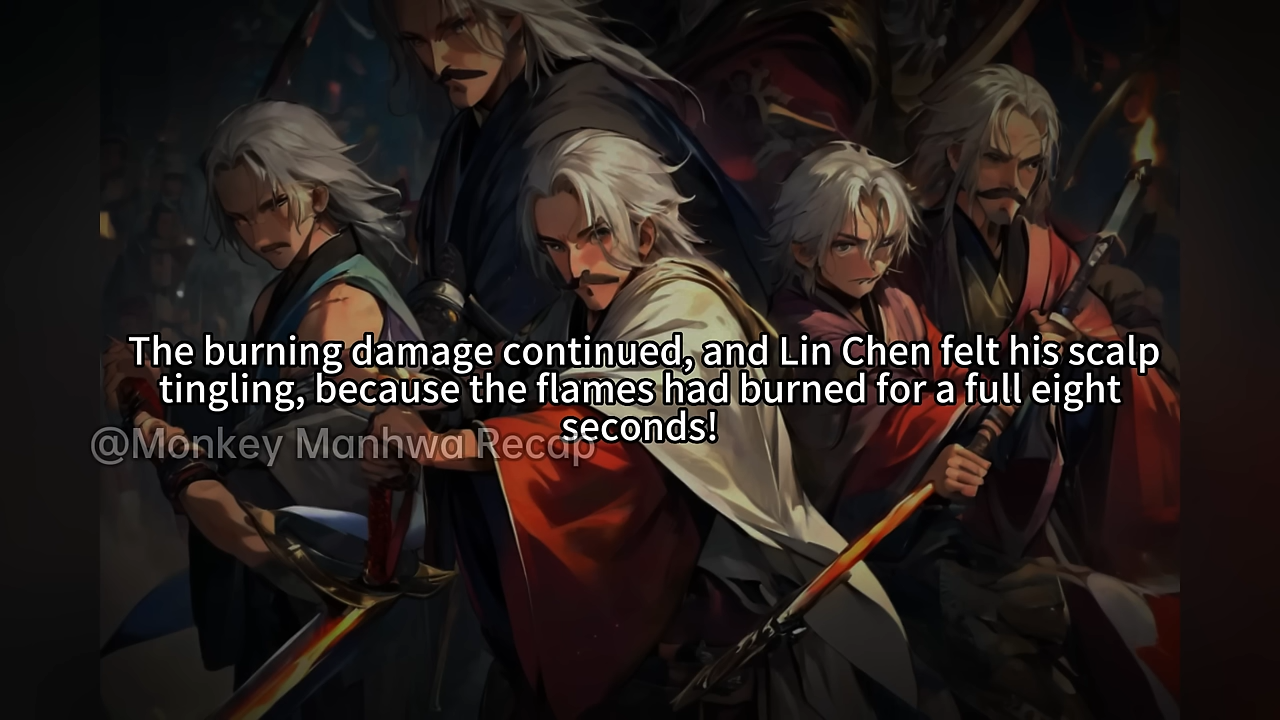 The burning damage continued, and Lin Chen felt his scalp
tingling, because the flames had burned for a full eight
seconds!
@Monkey Manhwa Recap